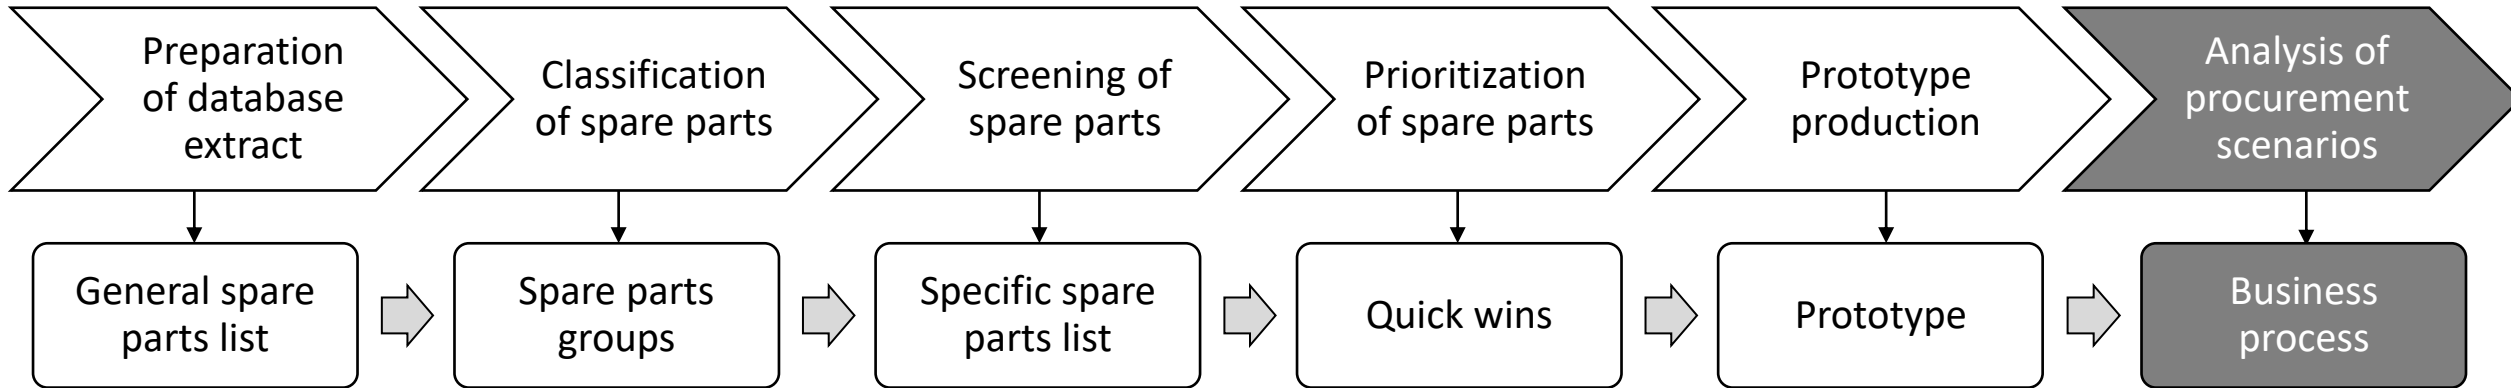 Preparation
of database
extract
Classification
of spare parts
Screening of
spare parts
Prioritization
of spare parts
Prototype
production
Analysis of
procurement
scenarios
General spare
parts list
Spare parts
groups
Specific spare
parts list
Quick wins
Prototype
Business
process